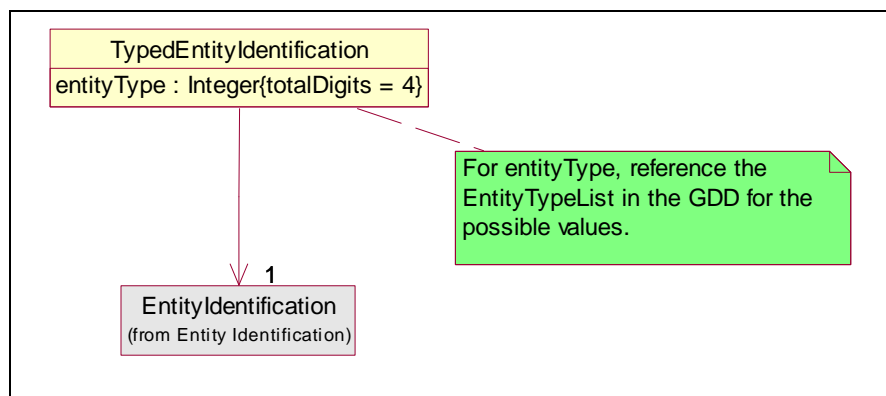 TypedEntityIdentification
entityType : Integer{totalDigits = 4}
For entityType, reference the
EntityTypeList in the GDD for the
possible values.
1
EntityIdentification
(from Entity Identification)